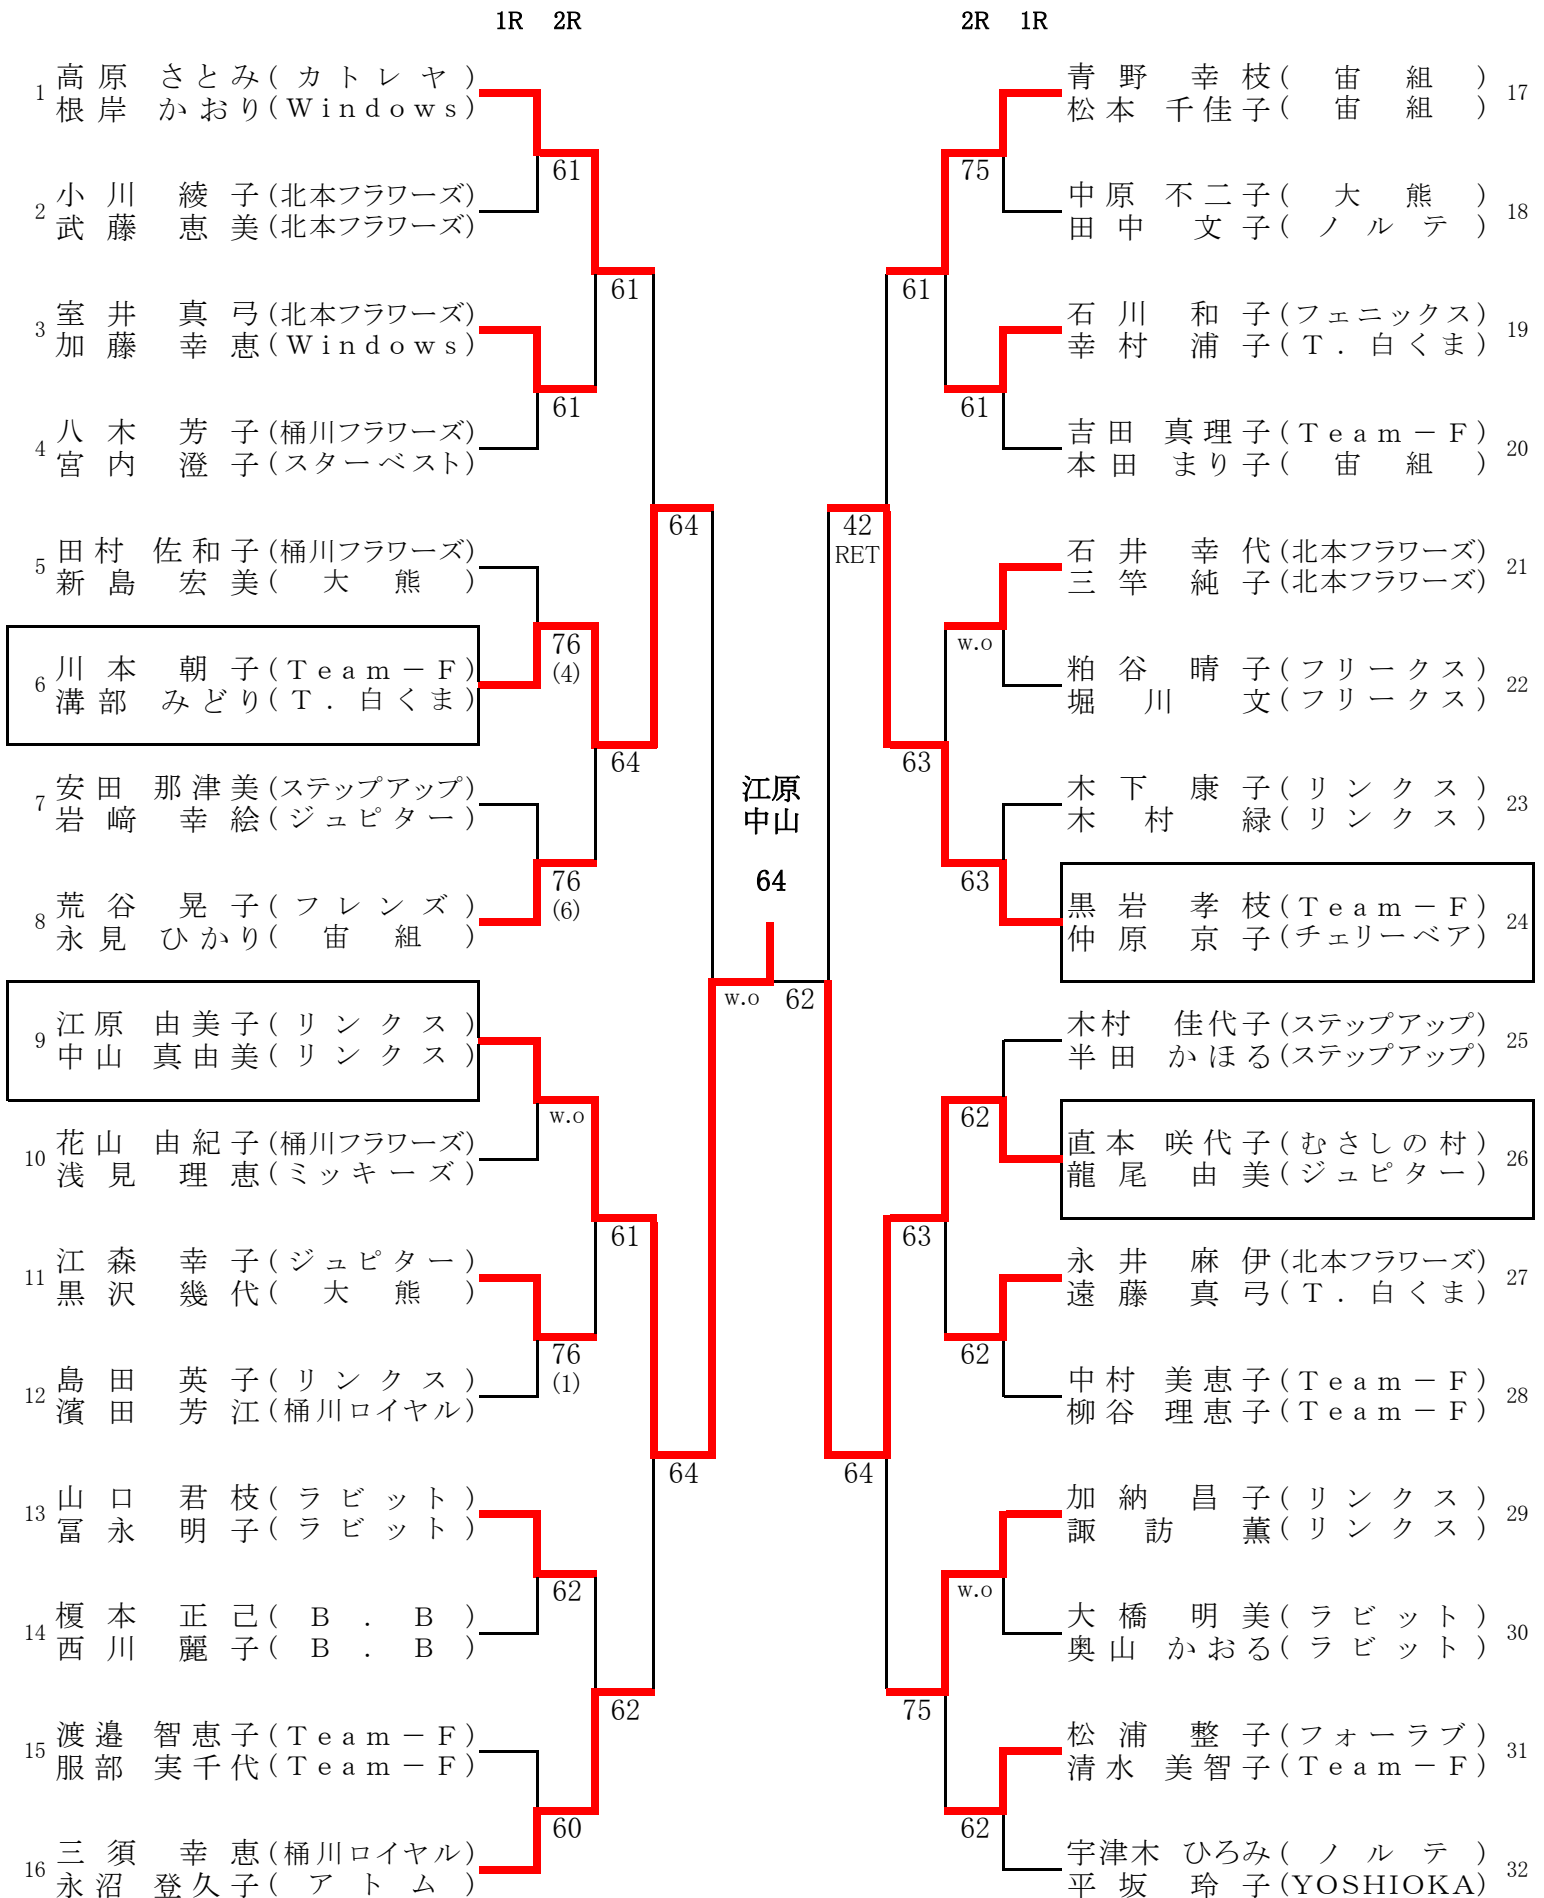 1R 2R
2R 1R
1 高原 さとみ(カトレヤ)
根岸 かおり(Windows)
61
2 小川 綾子(北本フラワーズ)
武藤 恵美(北本フラワーズ)
61
3 室井 真弓(北本フラワーズ)
加藤 幸恵(Windows)
61
4 八木 芳子(桶川フラワーズ)
宮内 澄子(スターベスト)
64
5 田村 佐和子(桶川フラワーズ)
新島 宏美(大熊)
76
(4)
6 川本 朝子(Team－F)
溝部 みどり(T.白くま)
64
7 安田 那津美(ステップアップ)
岩﨑 幸絵(ジュピター)
76
(6)
8 荒谷 晃子(フレンズ)
永見 ひかり(宙組)
9 江原 由美子(リンクス)
中山 真由美(リンクス)
w.o
10 花山 由紀子(桶川フラワーズ)
浅見 理恵(ミッキーズ)
61
11 江森 幸子(ジュピター)
黒沢 幾代(大熊)
76
(1)
12 島田 英子(リンクス)
濱田 芳江(桶川ロイヤル)
64
13 山口 君枝(ラビット)
冨永 明子(ラビット)
62
14 榎本 正己(B.B)
西川 麗子(B.B)
62
15 渡邉 智恵子(Team－F)
服部 実千代(Team－F)
60
16 三須 幸恵(桶川ロイヤル)
永沼 登久子(アトム)
江原
中山
64
w.o 62
青野 幸枝(宙組) 17
松本 千佳子(宙組)
75
中原 不二子(大熊) 18
田中 文子(ノルテ)
61
石川 和子(フェニックス) 19
幸村 浦子(T.白くま)
61
吉田 真理子(Team－F) 20
本田 まり子(宙組)
42
RET
石井 幸代(北本フラワーズ) 21
三竿 純子(北本フラワーズ)
w.o
粕谷 晴子(フリークス) 22
堀川 文(フリークス)
63
木下 康子(リンクス) 23
木村 緑(リンクス)
63
黒岩 孝枝(Team－F) 24
仲原 京子(チェリーベア)
木村 佳代子(ステップアップ) 25
半田 かほる(ステップアップ)
62
直本 咲代子(むさしの村) 26
龍尾 由美(ジュピター)
63
永井 麻伊(北本フラワーズ) 27
遠藤 真弓(T.白くま)
62
中村 美恵子(Team－F) 28
柳谷 理恵子(Team－F)
64
加納 昌子(リンクス) 29
諏訪 薫(リンクス)
w.o
大橋 明美(ラビット) 30
奥山 かおる(ラビット)
75
松浦 整子(フォーラブ) 31
清水 美智子(Team－F)
62
宇津木 ひろみ(ノルテ) 32
平坂 玲子(YOSHIOKA)